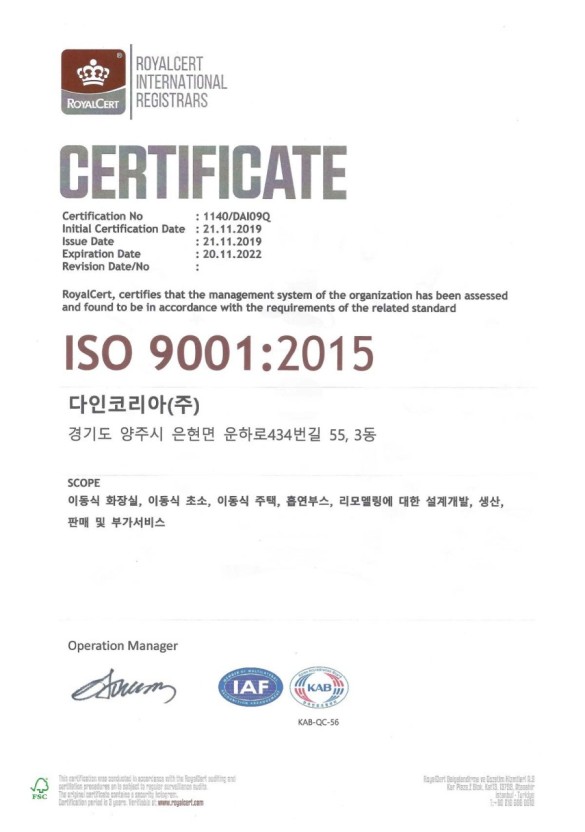 ROYALCERT
INTERNATIONAL
REGISTRARS
ROYALCERT ®
CERTIFICATE
Certification No : 1140/DAI09Q
Initial Certification Date : 21.11.2019
Issue Date : 21.11.2019
Expiration Date : 20.11.2022
Revision Date/No :
RoyalCert, certifies that the management system of the organization has been assessed
and found to be in accordance with the requirements of the related standard
ISO 9001:2015
다인코리아(주)
경기도 양주시 은현면 운하로434번길 55, 3동
SCOPE
이동식 화장실, 이동식 초소, 이동식 주택, 흡연부스, 리모델링에 대한 설계개발, 생산,
판매 및 부가서비스
Operation Manager
IAF
KAB
KAB-QC-56
FSC
This certification was conducted in accordance with the RoyalCert auditing and
certification procedures and is subject to regular surveillance audits.
The original certificate contains a security hologram.
Certification period is 3 years. Verifiable at www.royalcert.com
RoyalCert Belgelendirme ve Gozetim Hizmetleri A.S
Istanbul - Turkiye